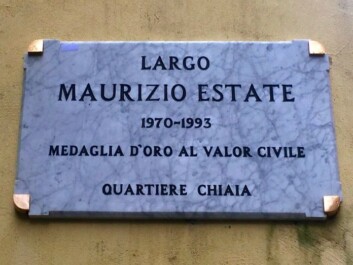 LARGO
MAURIZIO ESTATE
1970-1993
MEDAGLIA D'ORO AL VALOR CIVILE
QUARTIERE CHIAIA